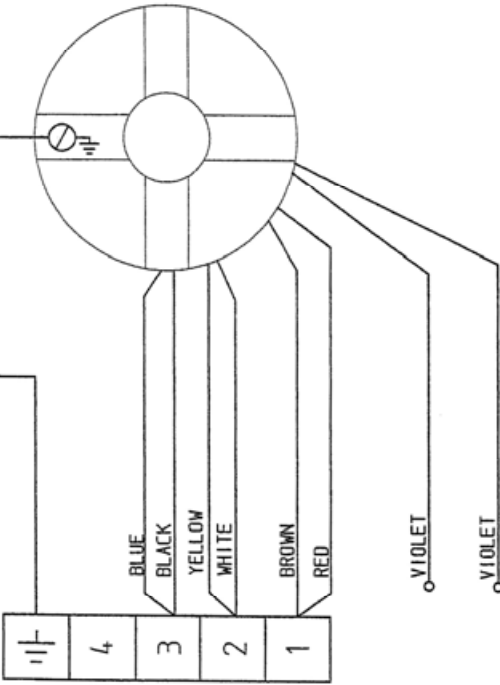 BLUE
BLACK
YELLOW
WHITE
BROWN
RED
VIOLET
VIOLET
4
3
2
1